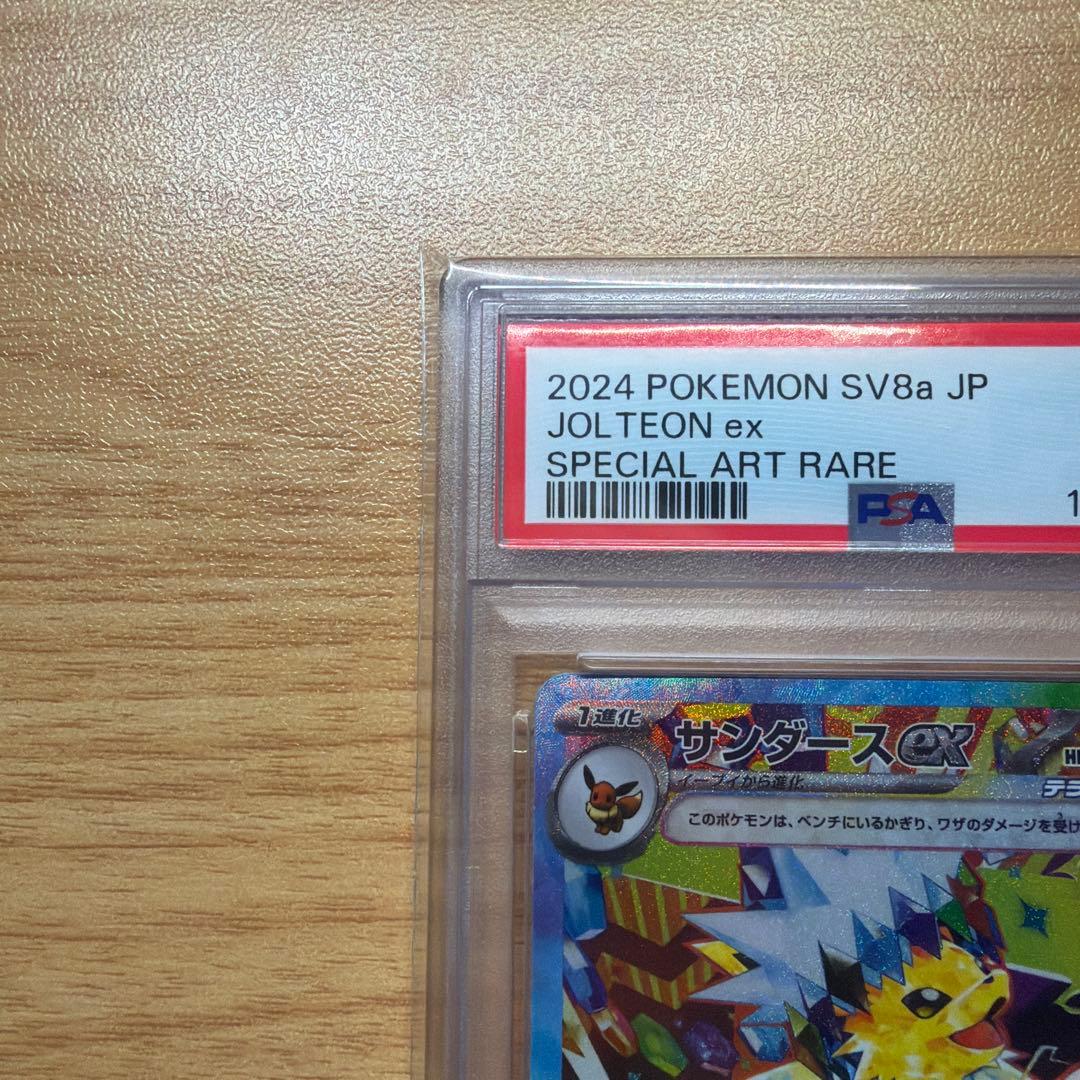 2024 POKEMON SV8a JP
JOLTEON ex
SPECIAL ART RARE
PSA
1
1進化
サンダースex
イーブイから進化
このポケモンは、ベンチにいるかぎり、ワザのダメージを受け